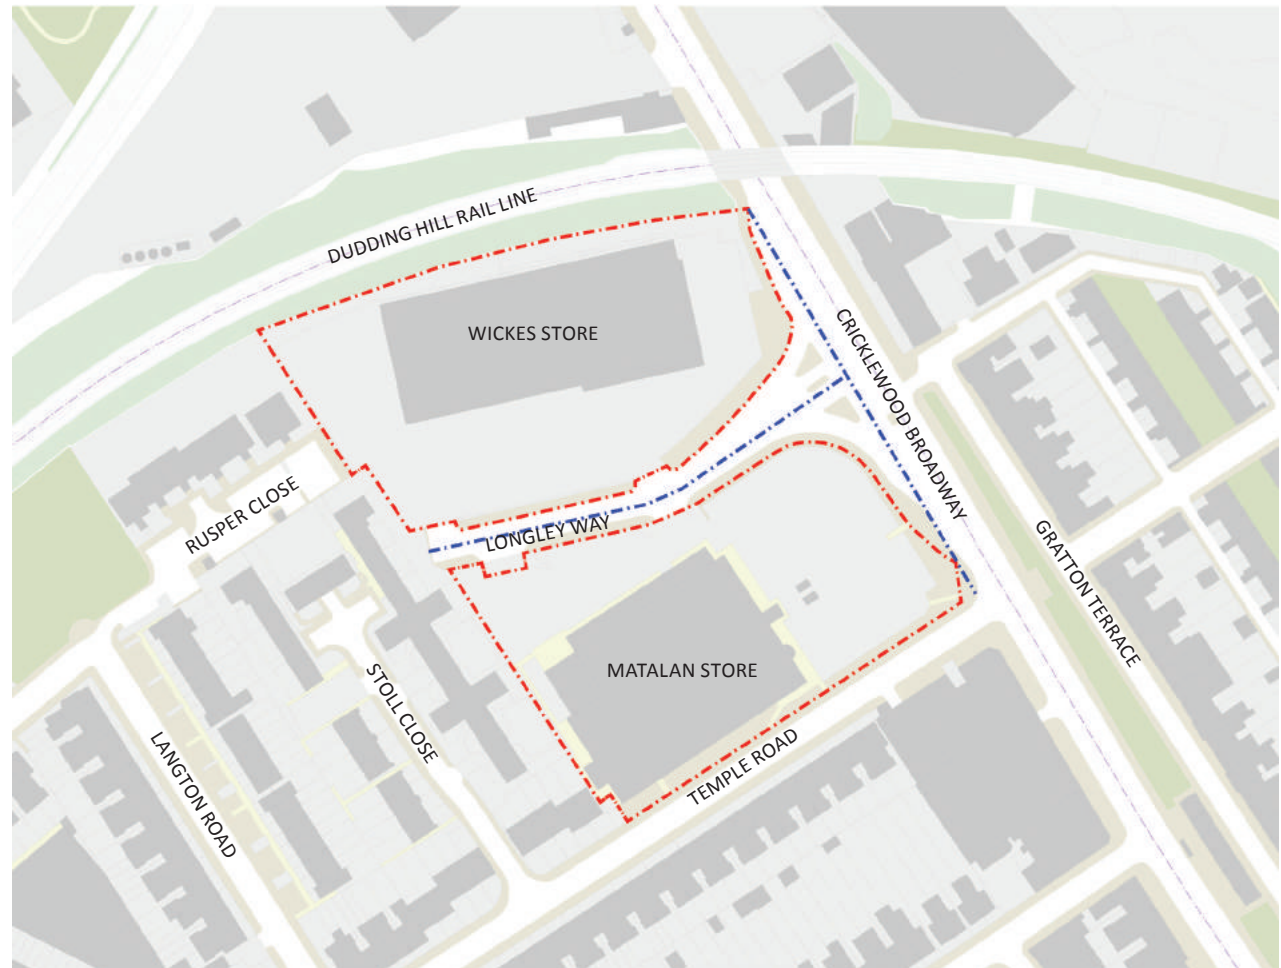 DUDDING HILL RAIL LINE
WICKES STORE
CRICKLEWOOD BROADWAY
RUSPER CLOSE
LONGLEY WAY
GRATTON TERRACE
MATALAN STORE
STOLL CLOSE
LANGTON ROAD
TEMPLE ROAD